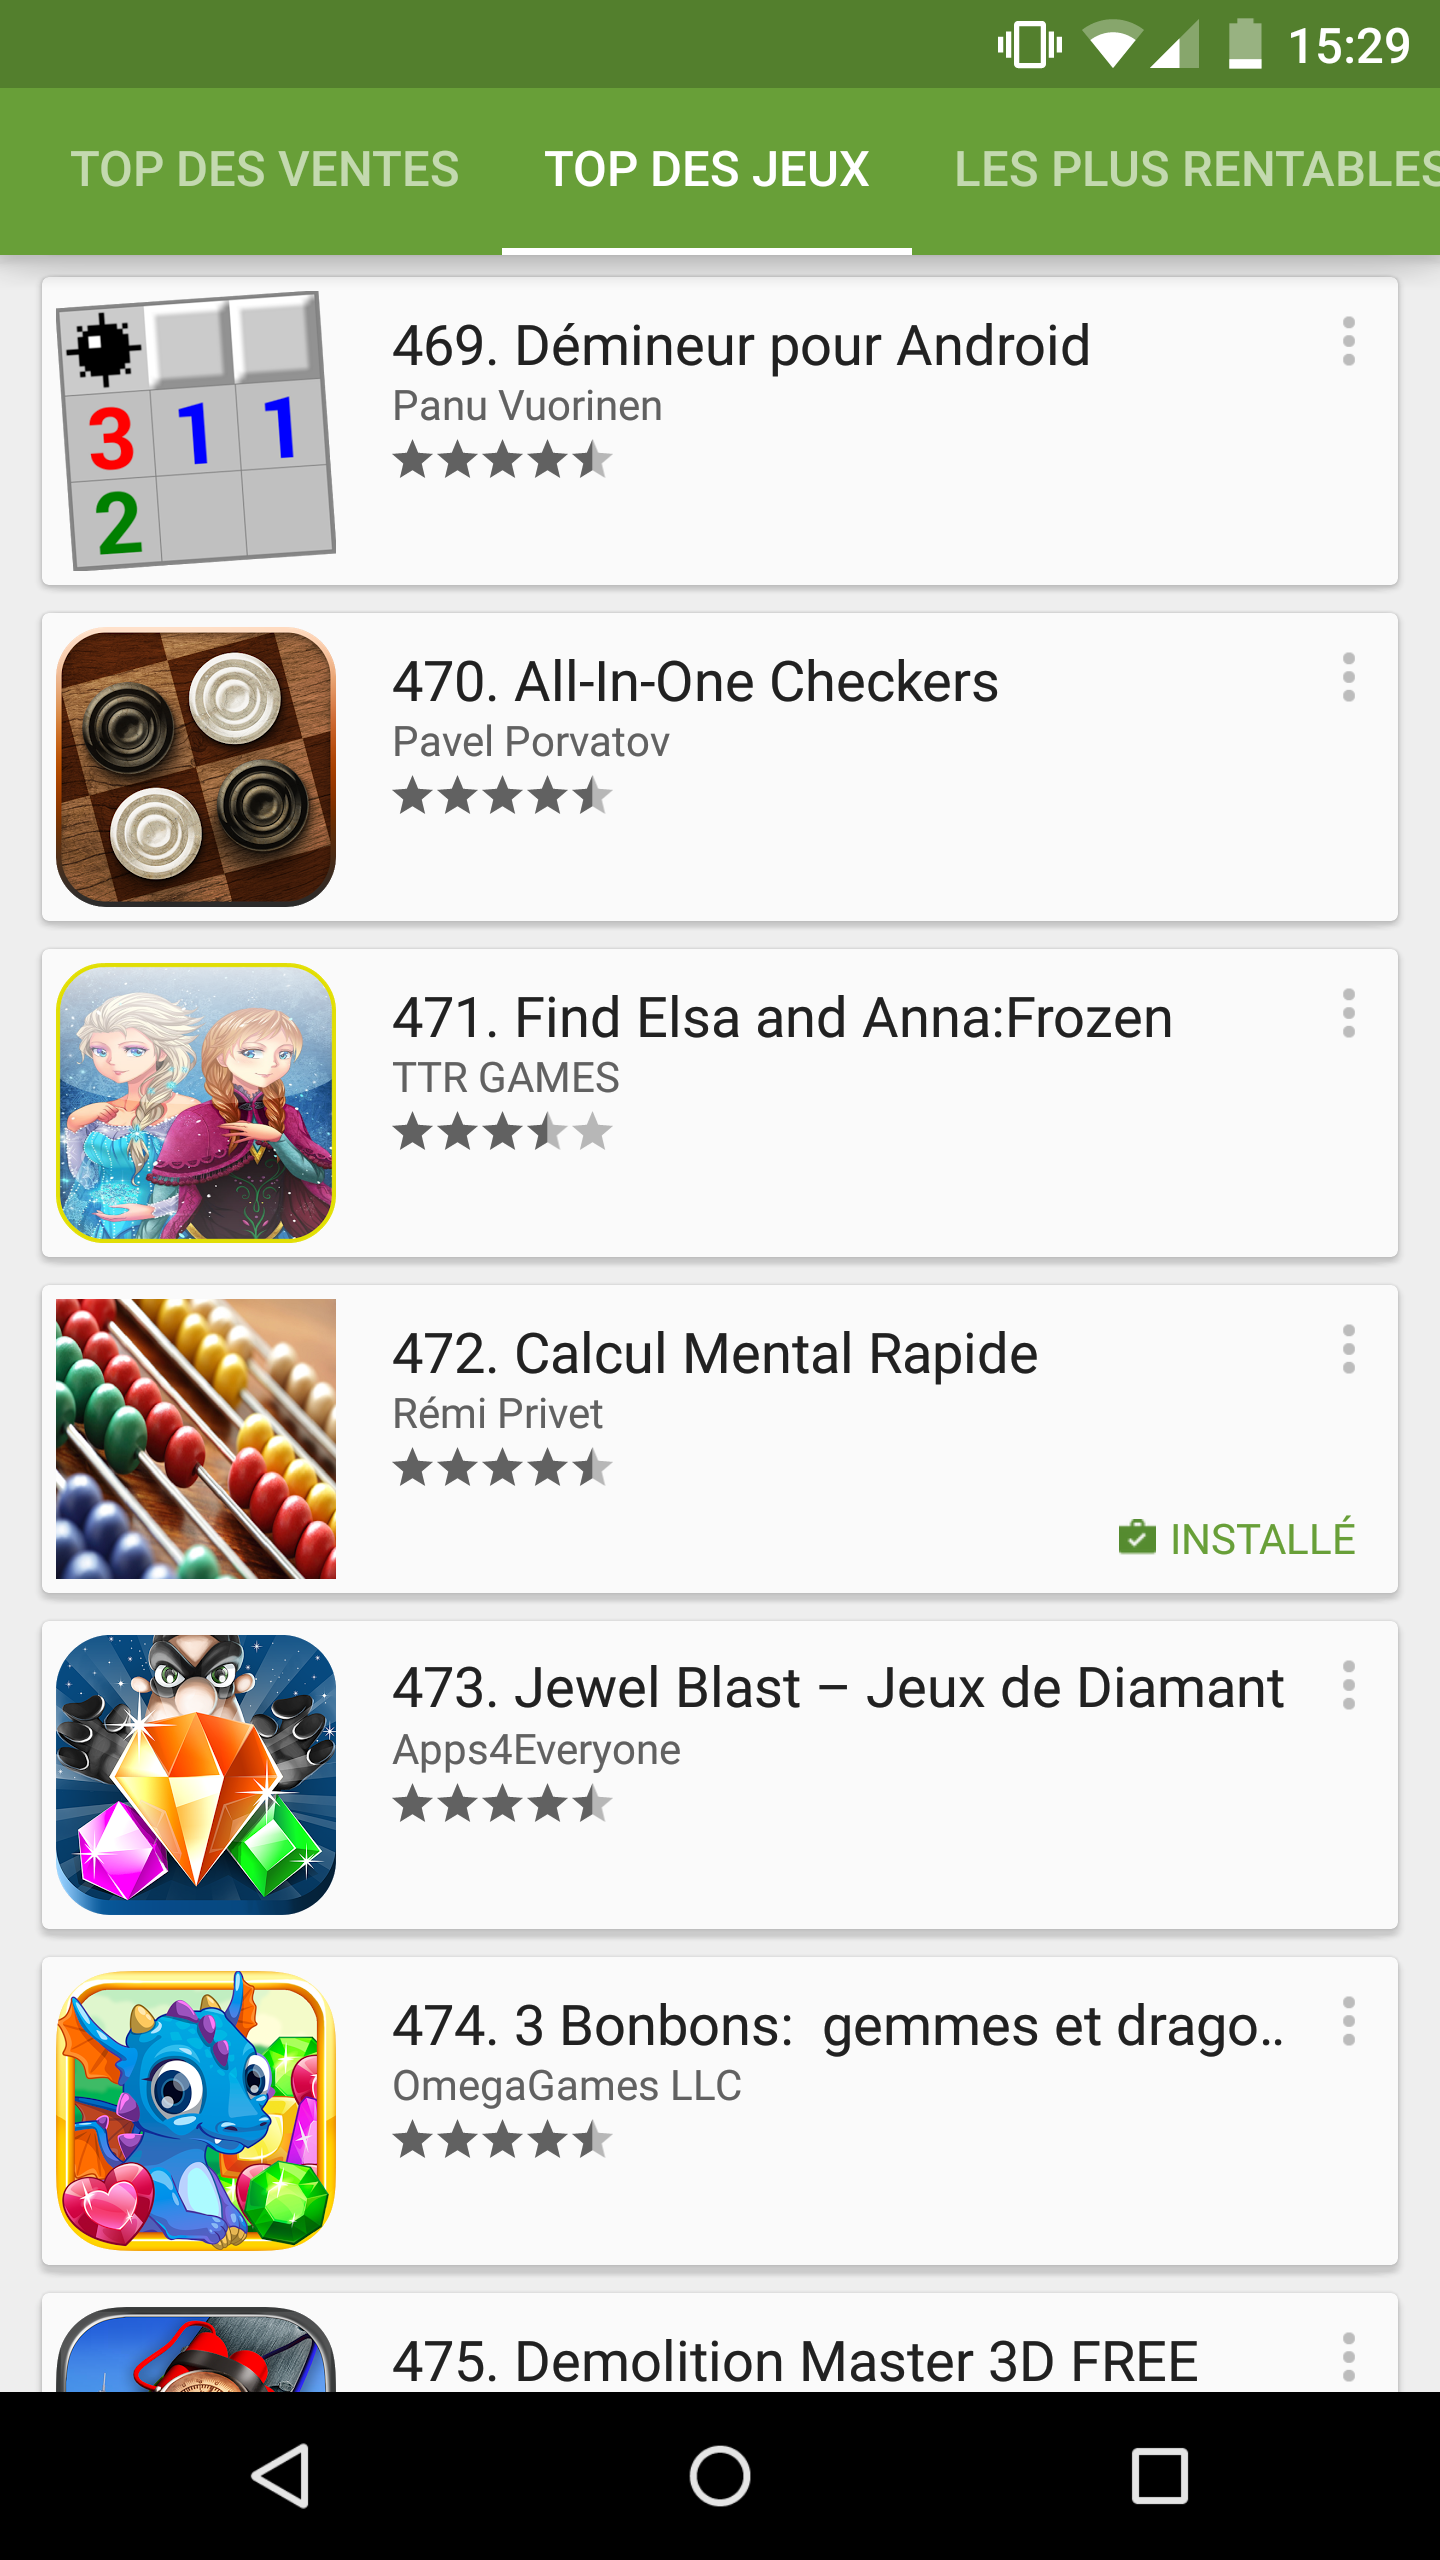 15:29
TOP DES VENTES TOP DES JEUX LES PLUS RENTABLES
469. Démineur pour Android
Panu Vuorinen
3 1 1
2
470. All-In-One Checkers
Pavel Porvatov
471. Find Elsa and Anna:Frozen
TTR GAMES
472. Calcul Mental Rapide
Rémi Privet
INSTALLÉ
473. Jewel Blast – Jeux de Diamant
Apps4Everyone
474. 3 Bonbons:  gemmes et drago..
OmegaGames LLC
475. Demolition Master 3D FREE